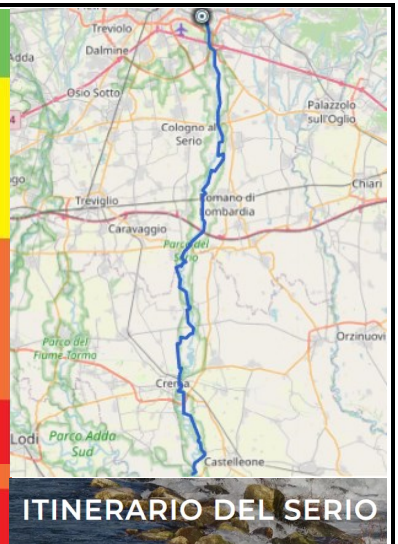 Treviolo
Dalmine
Adda
Osio Sotto
Palazzolo
sull'Oglio
4
Cologno al
Serio
Treviglio
Romano di
Lombardia
Chiari
Caravaggio
Parco del
Serio
Orzinuovi
Parco del
Fiume Tormo
Crema
Lodi
Parco Adda
Sud
Castelleone
ITINERARIO DEL SERIO